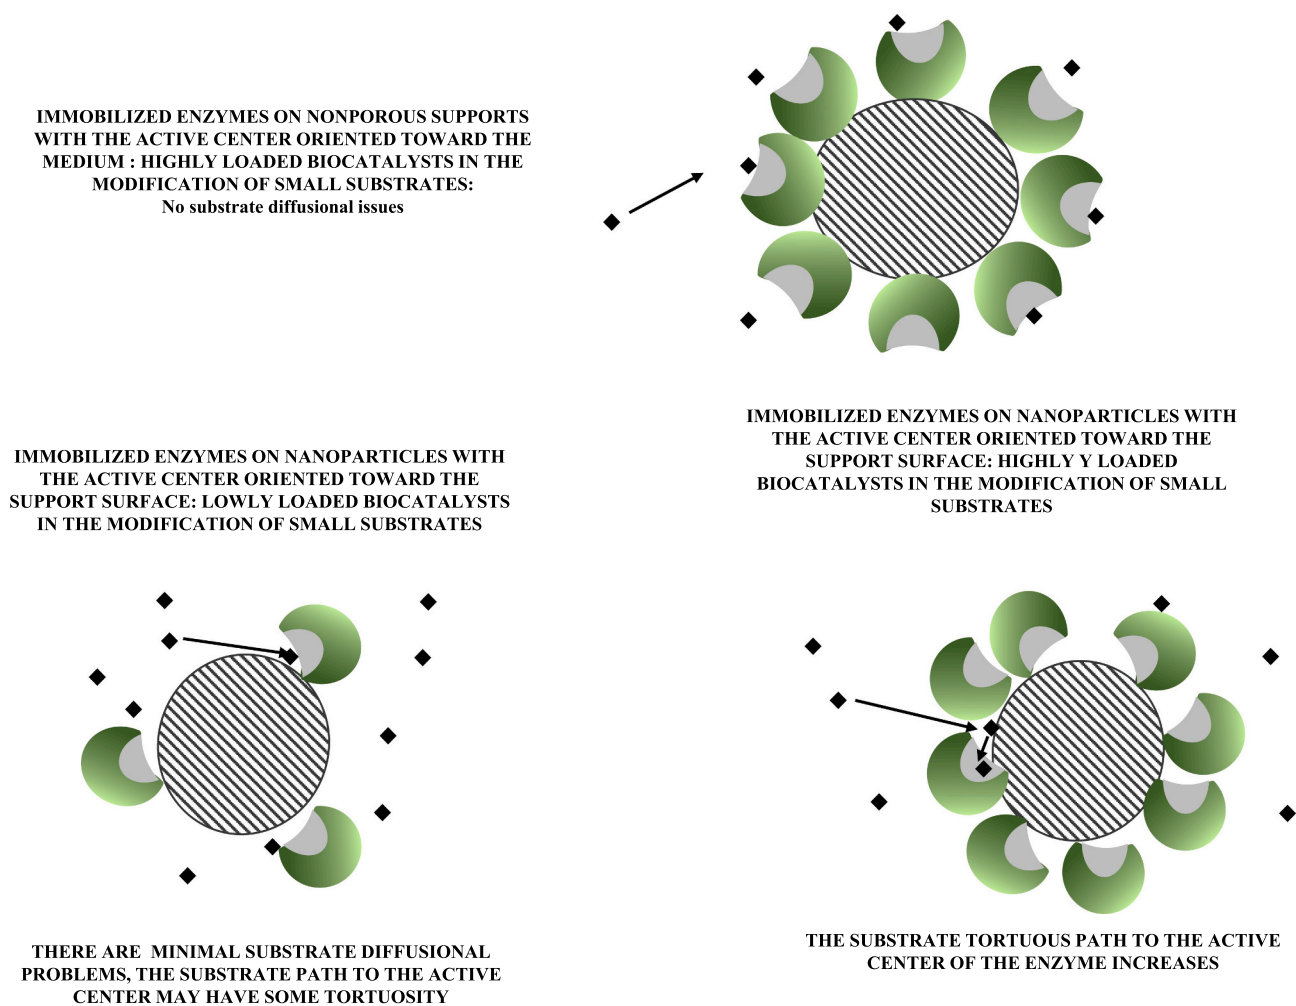 IMMOBILIZED ENZYMES ON NONPOROUS SUPPORTS
WITH THE ACTIVE CENTER ORIENTED TOWARD THE
MEDIUM : HIGHLY LOADED BIOCATALYSTS IN THE
MODIFICATION OF SMALL SUBSTRATES:
No substrate diffusional issues
IMMOBILIZED ENZYMES ON NANOPARTICLES WITH
THE ACTIVE CENTER ORIENTED TOWARD THE
SUPPORT SURFACE: LOWLY LOADED BIOCATALYSTS
IN THE MODIFICATION OF SMALL SUBSTRATES
IMMOBILIZED ENZYMES ON NANOPARTICLES WITH
THE ACTIVE CENTER ORIENTED TOWARD THE
SUPPORT SURFACE: HIGHLY Y LOADED
BIOCATALYSTS IN THE MODIFICATION OF SMALL
SUBSTRATES
THERE ARE MINIMAL SUBSTRATE DIFFUSIONAL
PROBLEMS, THE SUBSTRATE PATH TO THE ACTIVE
CENTER MAY HAVE SOME TORTUOSITY
THE SUBSTRATE TORTUOUS PATH TO THE ACTIVE
CENTER OF THE ENZYME INCREASES